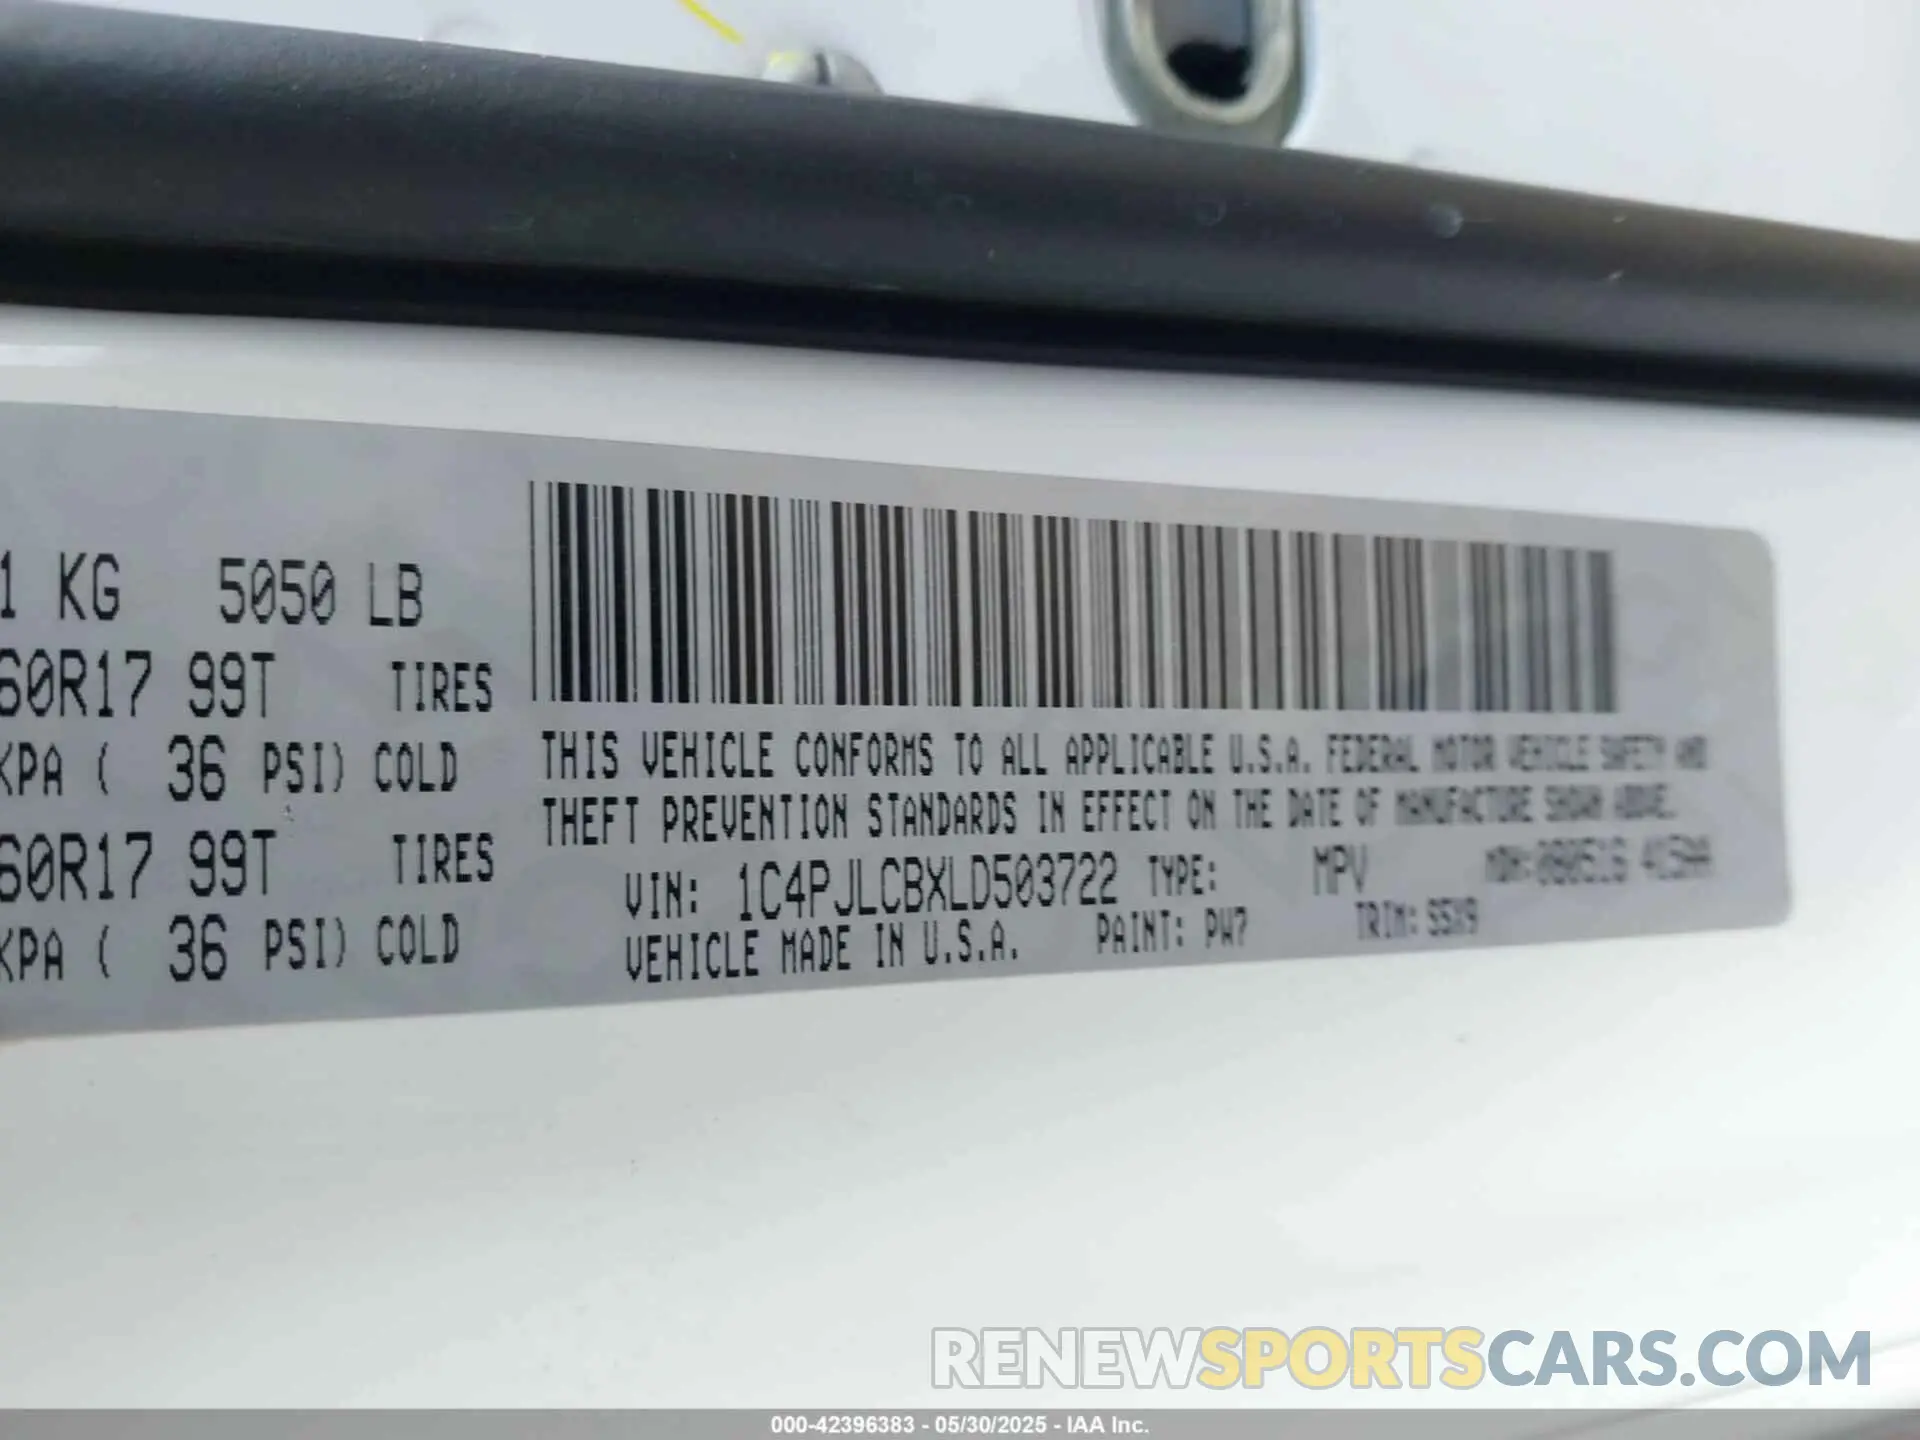 1 KG 5050 LB
60R17 99T TIRES
KPA ( 36 PSI) COLD
60R17 99T TIRES
KPA ( 36 PSI) COLD
THIS VEHICLE CONFORMS TO ALL APPLICABLE U.S.A. FEDERAL MOTOR VEHICLE SAFETY AND
THEFT PREVENTION STANDARDS IN EFFECT ON THE DATE OF MANUFACTURE SHOWN ABOVE.
VIN: 1C4PJLCBXLD503722 TYPE: MPV MDH:080516
VEHICLE MADE IN U.S.A. PAINT: PW7 TRIM: S5X9
RENEWSPORTSCARS.COM
000-42396383 - 05/30/2025 - IAA Inc.